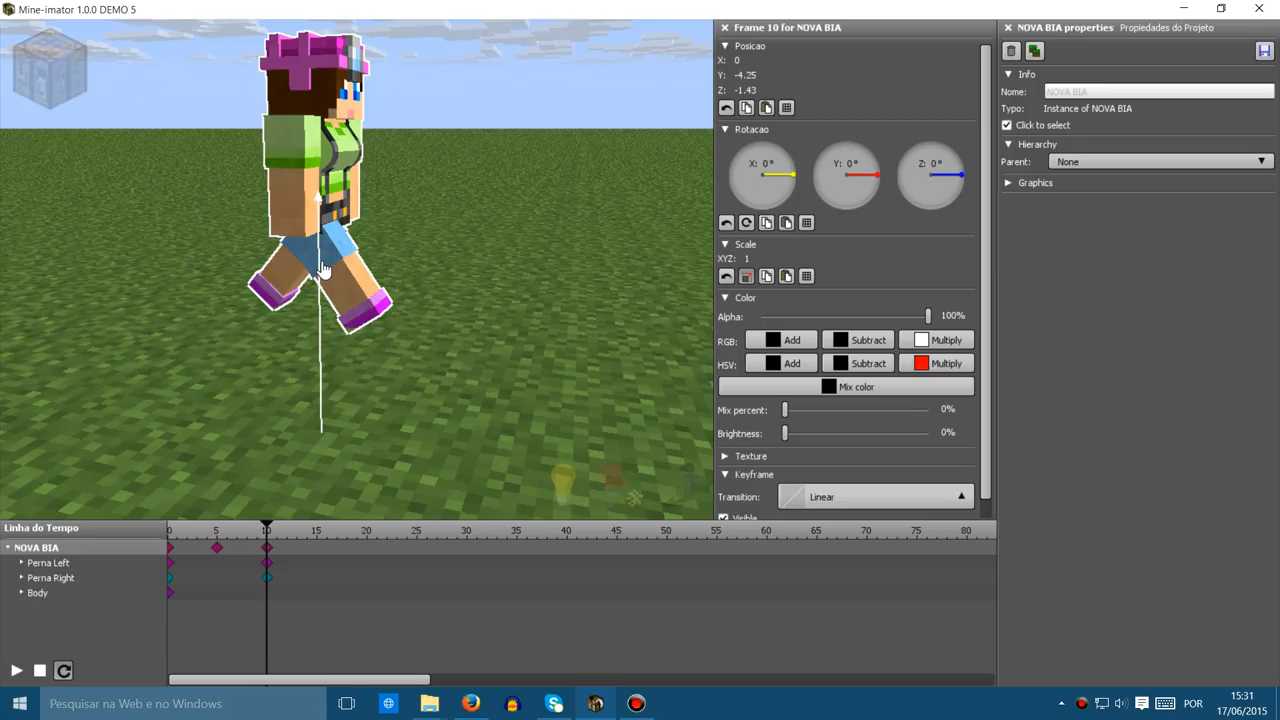 Mine-imator 1.0.0 DEMO 5
Frame 10 for NOVA BIA
Posicao
X: 0
Y: -4.25
Z: -1.43
Rotacao
X: 0° Y: 0° Z: 0°
Scale
XYZ: 1
Color
Alpha: 100%
RGB: Add Subtract Multiply
HSV: Add Subtract Multiply
Mix color
Mix percent: 0%
Brightness: 0%
Texture
Keyframe
Transition: Linear
Visible
NOVA BIA properties Propiedades do Projeto
Info
Nome: NOVA BIA
Typo: Instance of NOVA BIA
Click to select
Hierarchy
Parent: None
Graphics
Linha do Tempo
0 5 10 15 20 25 30 35 40 45 50 55 60 65 70 75 80
NOVA BIA
Perna Left
Perna Right
Body
Pesquisar na Web e no Windows
POR
15:31
17/06/2015